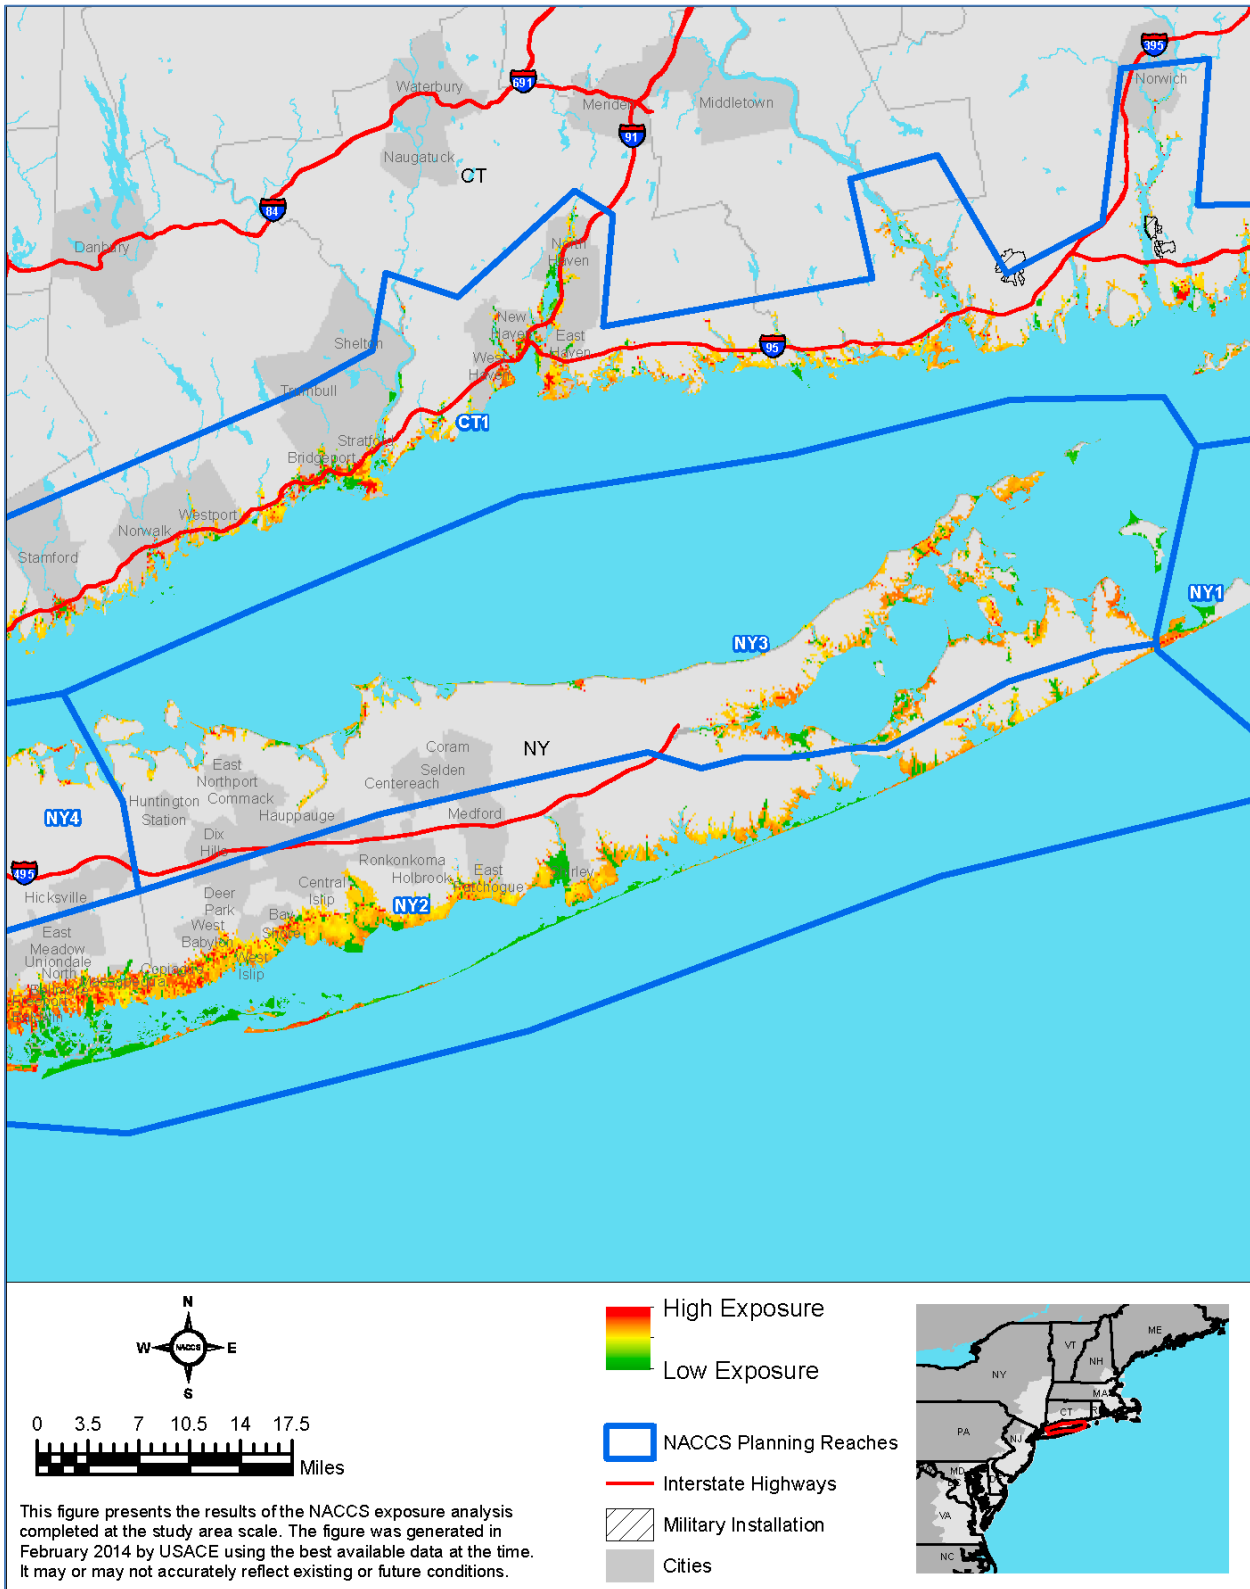 395
Norwich
Waterbury
691
Meriden
Middletown
91
Naugatuck
CT
84
Danbury
North
Haven
New
Haven
East
Haven
West
Haven
95
Shelton
Trumbull
CT1
Stratford
Bridgeport
Westport
Norwalk
Stamford
NY1
NY3
NY
Coram
Selden
Centereach
East
Northport
Commack
Huntington
Station
Hauppauge
Medford
NY4
Dix
Hills
495
Ronkonkoma
Holbrook
East
Patchogue
Hicksville
Deer
Park
Central
Islip
NY2
Bay
Shore
West
Babylon
East
Meadow
Uniondale
North
West
Islip
Copiague
Freeport
Baldwin
N
W NACCS E
S
0 3.5 7 10.5 14 17.5
Miles
This figure presents the results of the NACCS exposure analysis
completed at the study area scale. The figure was generated in
February 2014 by USACE using the best available data at the time.
It may or may not accurately reflect existing or future conditions.
High Exposure
Low Exposure
NACCS Planning Reaches
Interstate Highways
Military Installation
Cities
ME
VT
NH
NY
MA
CT
PA
NJ
MD
VA
NC